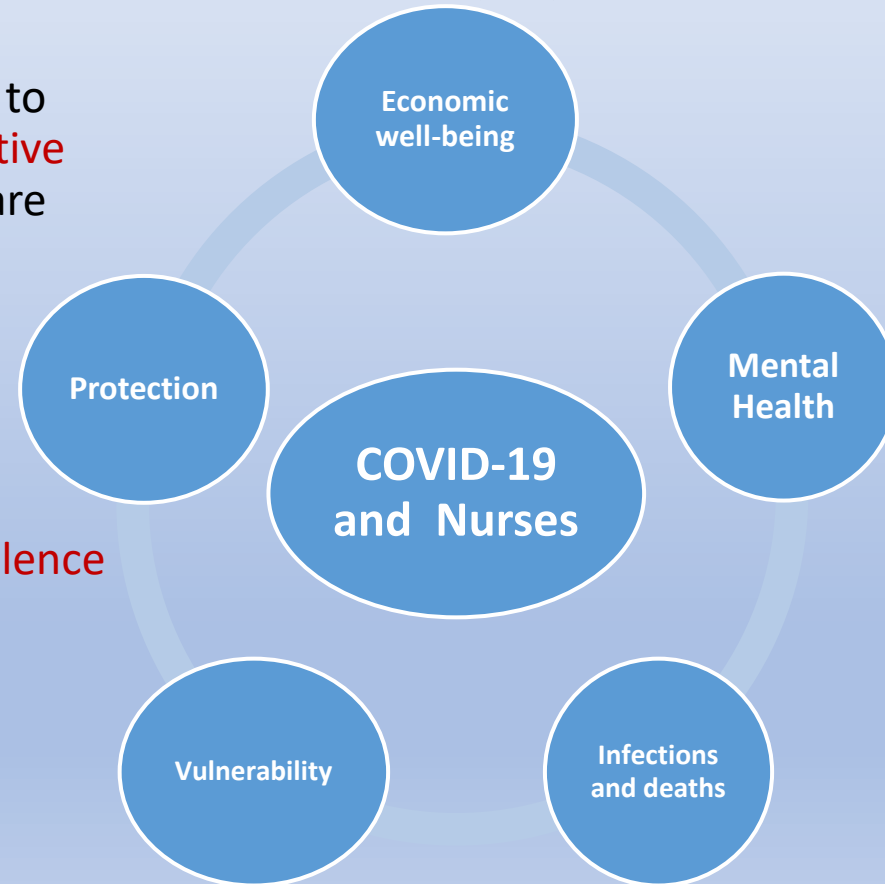 to
tive
are
lence
Economic
well-being
Protection
Mental
Health
COVID-19
and Nurses
Vulnerability
Infections
and deaths